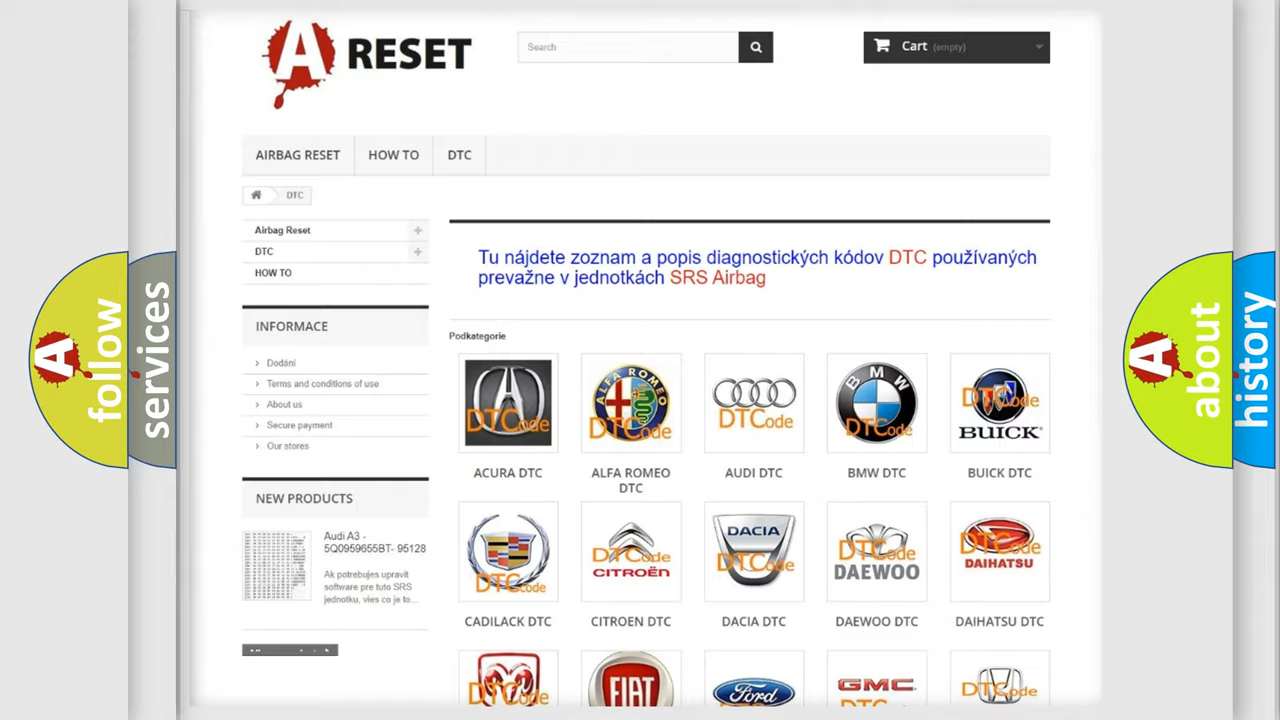 A RESET
Search
Cart (empty)
AIRBAG RESET
HOW TO
DTC
DTC
Airbag Reset
DTC
HOW TO
Tu nájdete zoznam a popis diagnostických kódov DTC používaných
prevažne v jednotkách SRS Airbag
INFORMACE
Dodání
Terms and conditions of use
About us
Secure payment
Our stores
NEW PRODUCTS
Audi A3 -
5Q0959655BT- 95128
Ak potrebujes upravit
software pre tuto SRS
jednotku, vies co je to...
Podkategorie
DTCode
ALFA ROMEO
DTCode
DTCode
BMW
DTCode
DTCode
BUICK
ACURA DTC
ALFA ROMEO
DTC
AUDI DTC
BMW DTC
BUICK DTC
DTCode
DTCode
CITROËN
DACIA
DTCode
DTCode
DAEWOO
DTCode
DAIHATSU
CADILACK DTC
CITROEN DTC
DACIA DTC
DAEWOO DTC
DAIHATSU DTC
DTCode
FIAT
Ford
GMC
DTCode
A follow
services
A about
history